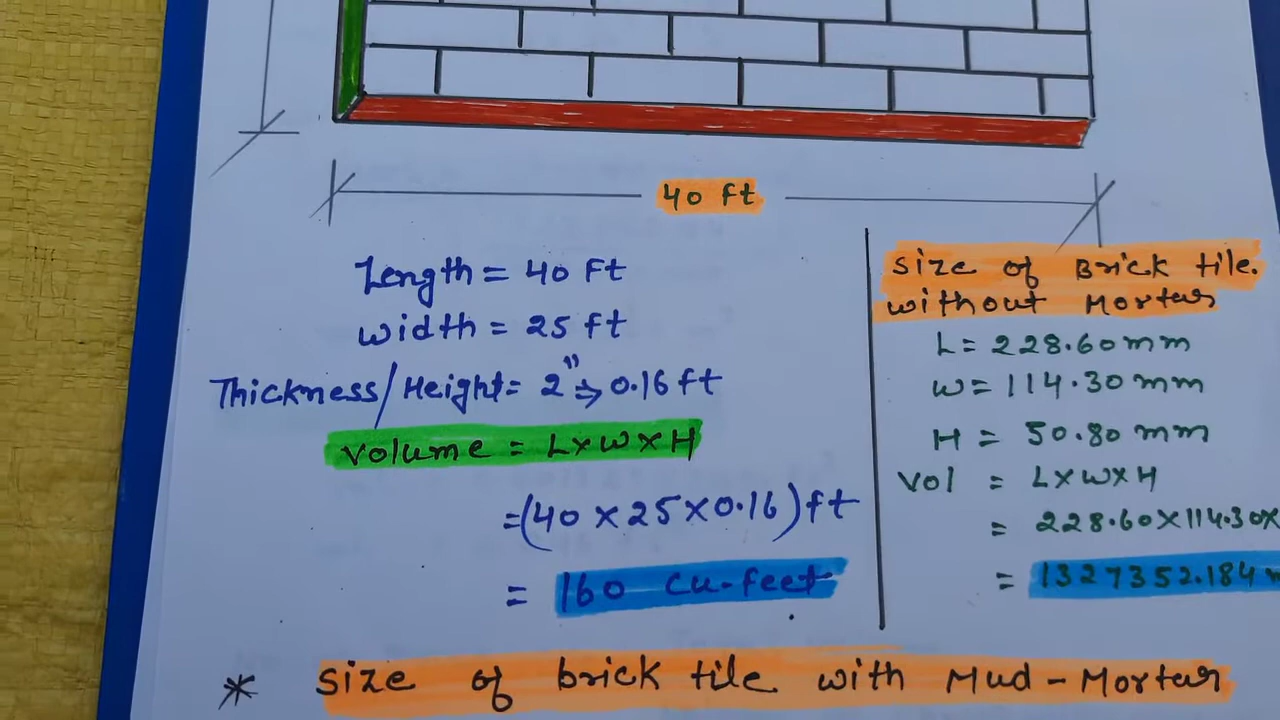 40 ft
Length = 40 Ft
width = 25 ft
Thickness/Height = 2" ⇒ 0.16 ft
Volume = L×W×H
= (40 × 25 × 0.16) ft
= 160 cu-feet
size of Brick tile.
without Mortar
L = 228.60 mm
W = 114.30 mm
H = 50.80 mm
Vol = L×W×H
= 228.60×114.30×
= 1327352.184
* size of brick tile with Mud-Mortar